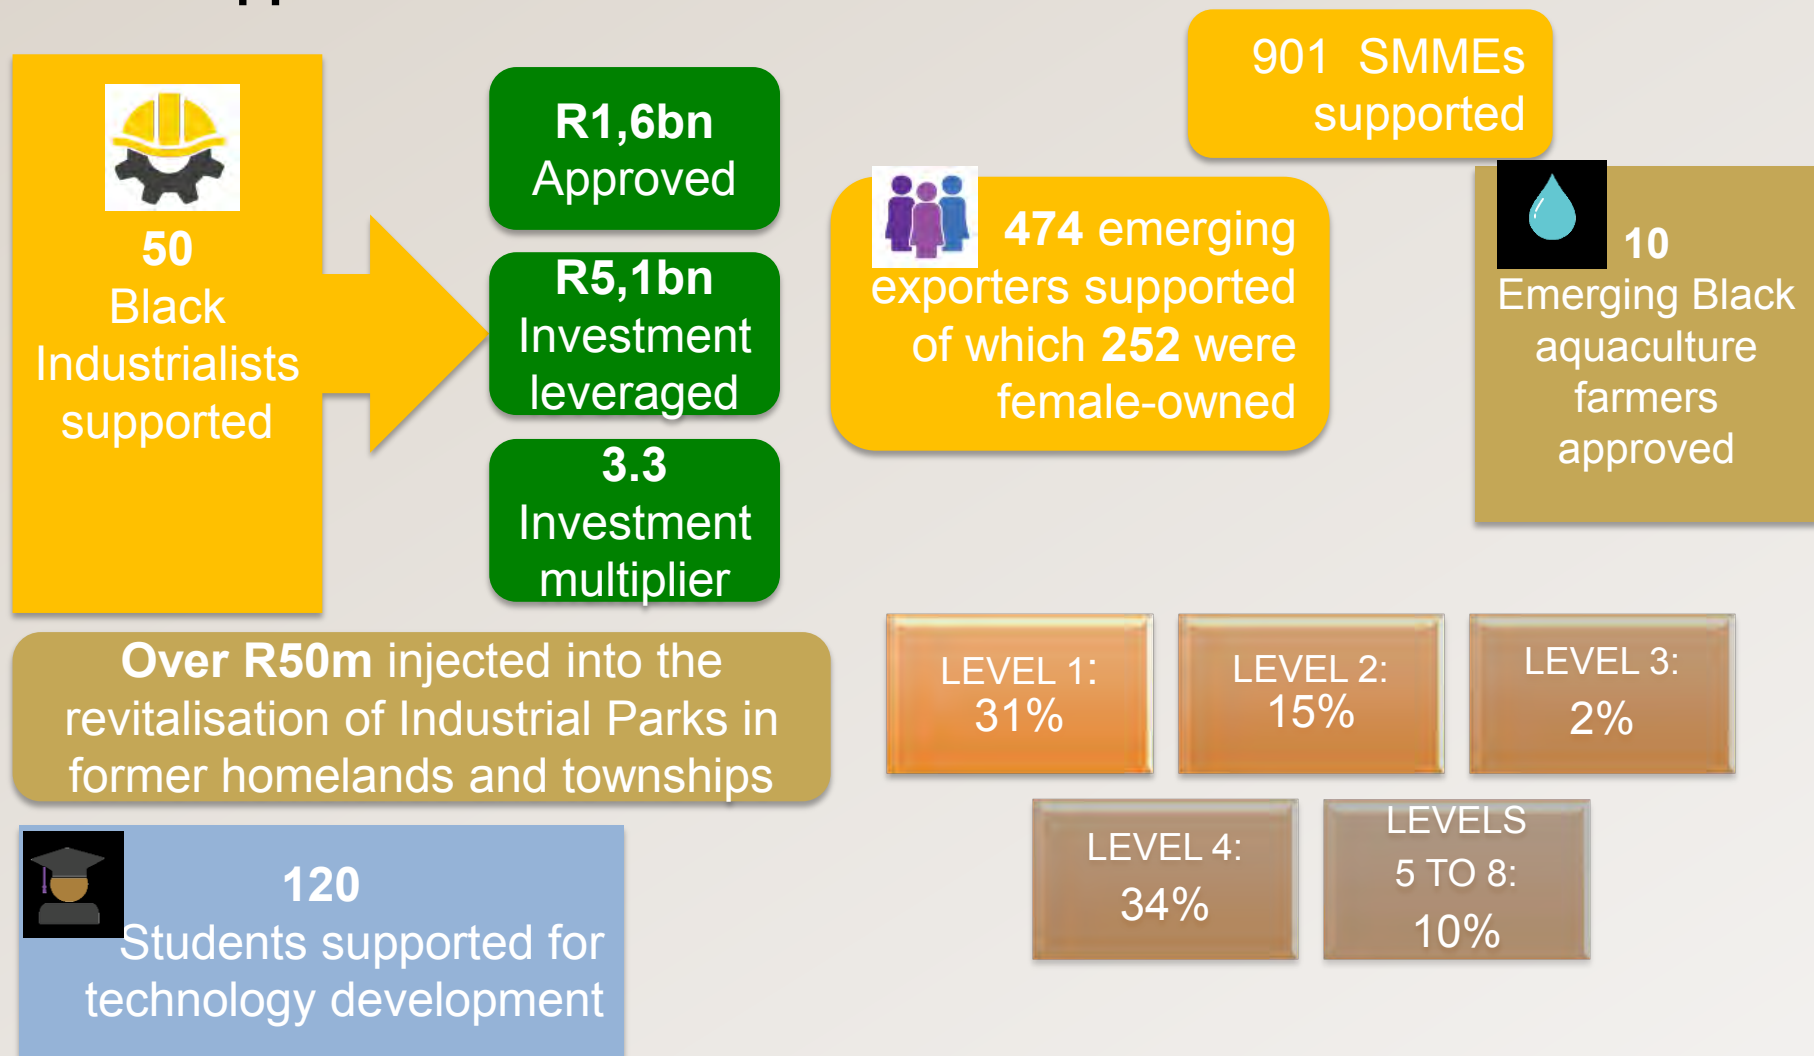 50
Black
Industrialists
supported
R1,6bn
Approved
R5,1bn
Investment
leveraged
3.3
Investment
multiplier
901 SMMEs
supported
474 emerging
exporters supported
of which 252 were
female-owned
10
Emerging Black
aquaculture
farmers
approved
Over R50m injected into the
revitalisation of Industrial Parks in
former homelands and townships
120
Students supported for
technology development
LEVEL 1:
31%
LEVEL 2:
15%
LEVEL 3:
2%
LEVEL 4:
34%
LEVELS
5 TO 8:
10%